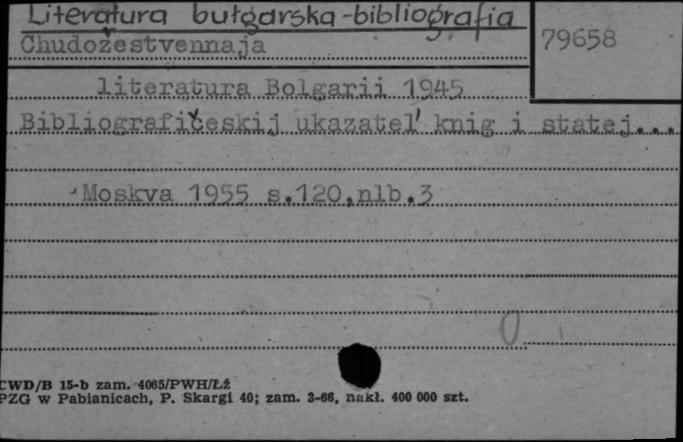 Literatura bułgarska-bibliografia
79658
Chudožestvennaja
literatura Bolgarii 1945
Bibliografičeskij ukazatel' knig i statej...
Moskva 1955 s.120,nlb.3
0
CWD/B 15-b zam. 4065/PWH/Łż
PZG w Pabianicach, P. Skargi 40; zam. 3-66, nakł. 400 000 szt.